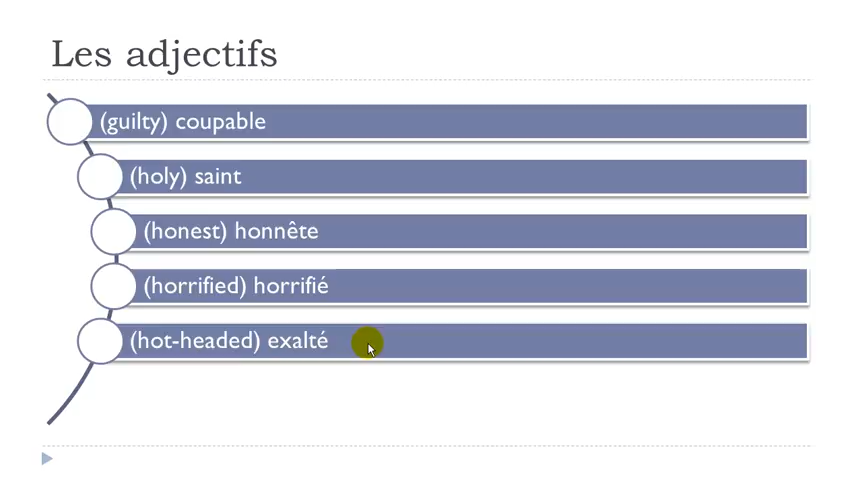 Les adjectifs
(guilty) coupable
(holy) saint
(honest) honnête
(horrified) horrifié
(hot-headed) exalté